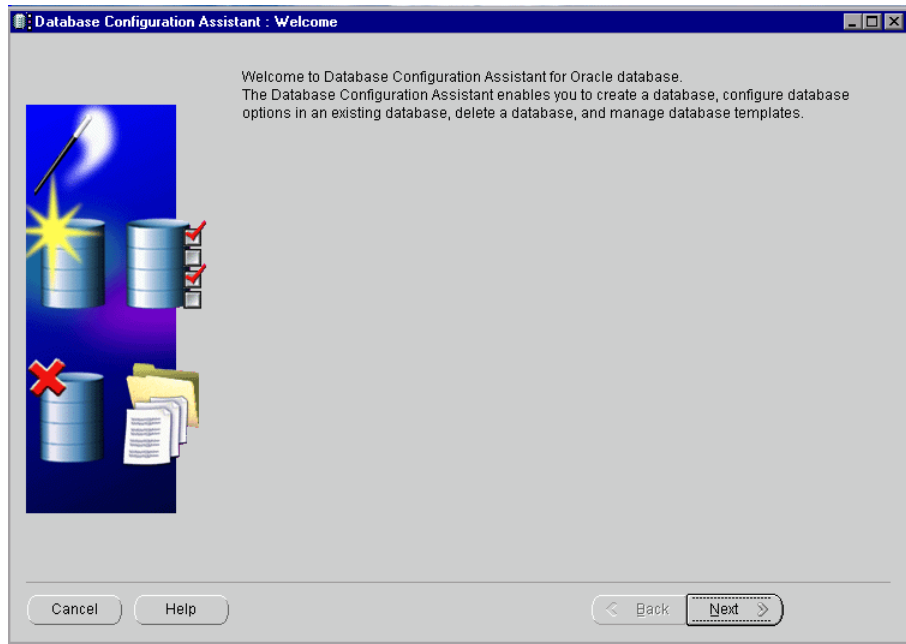 Database Configuration Assistant : Welcome
Welcome to Database Configuration Assistant for Oracle database.
The Database Configuration Assistant enables you to create a database, configure database
options in an existing database, delete a database, and manage database templates.
Cancel
Help
Back
Next